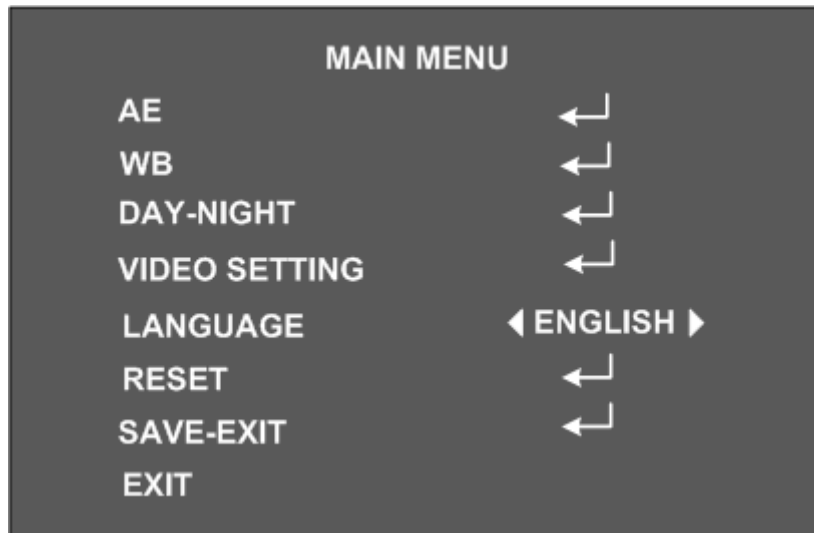 MAIN MENU
AE
WB
DAY-NIGHT
VIDEO SETTING
LANGUAGE ENGLISH
RESET
SAVE-EXIT
EXIT